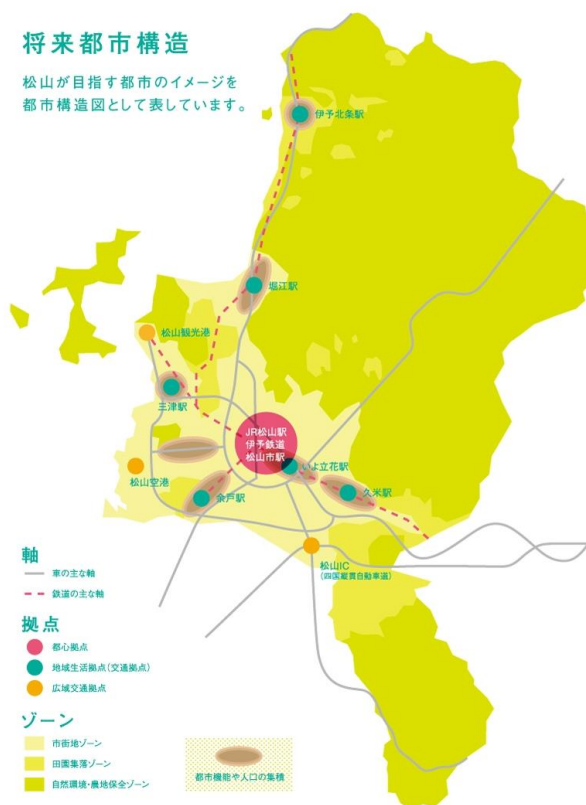 将来都市構造
松山が目指す都市のイメージを
都市構造図として表しています。
伊予北条駅
堀江駅
松山観光港
三津駅
JR松山駅
伊予鉄道
松山市駅
いよ立花駅
松山空港
余戸駅
久米駅
松山IC
(四国縦貫自動車道)
軸
車の主な軸
鉄道の主な軸
拠点
都心拠点
地域生活拠点(交通拠点)
広域交通拠点
ゾーン
市街地ゾーン
田園集落ゾーン
自然環境・農地保全ゾーン
都市機能や人口の集積